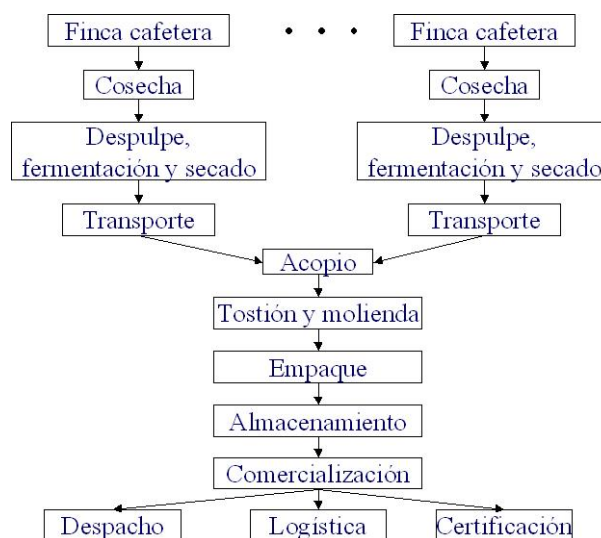 Finca cafetera
Finca cafetera
Cosecha
Cosecha
Despulpe,
fermentación y secado
Despulpe,
fermentación y secado
Transporte
Transporte
Acopio
Tostión y molienda
Empaque
Almacenamiento
Comercialización
Despacho
Logística
Certificación